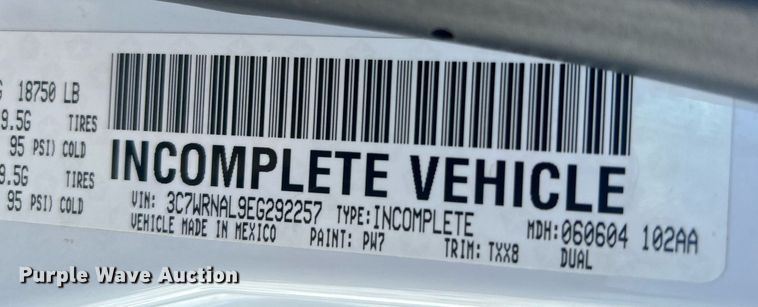 G 18750 LB
9.5G TIRES
95 PSI) COLD
9.5G TIRES
95 PSI) COLD
INCOMPLETE VEHICLE
VIN: 3C7WRNAL9EG292257 TYPE: INCOMPLETE MDH: 060604 102AA
VEHICLE MADE IN MEXICO PAINT: PW7 TRIM: TXX8 DUAL
Purple Wave Auction